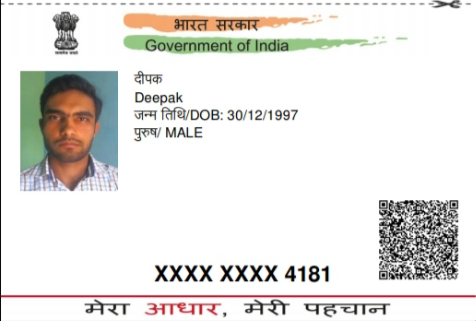 भारत सरकार
Government of India
दीपक
Deepak
जन्म तिथि/DOB: 30/12/1997
पुरुष/ MALE
XXXX XXXX 4181
मेरा आधार, मेरी पहचान